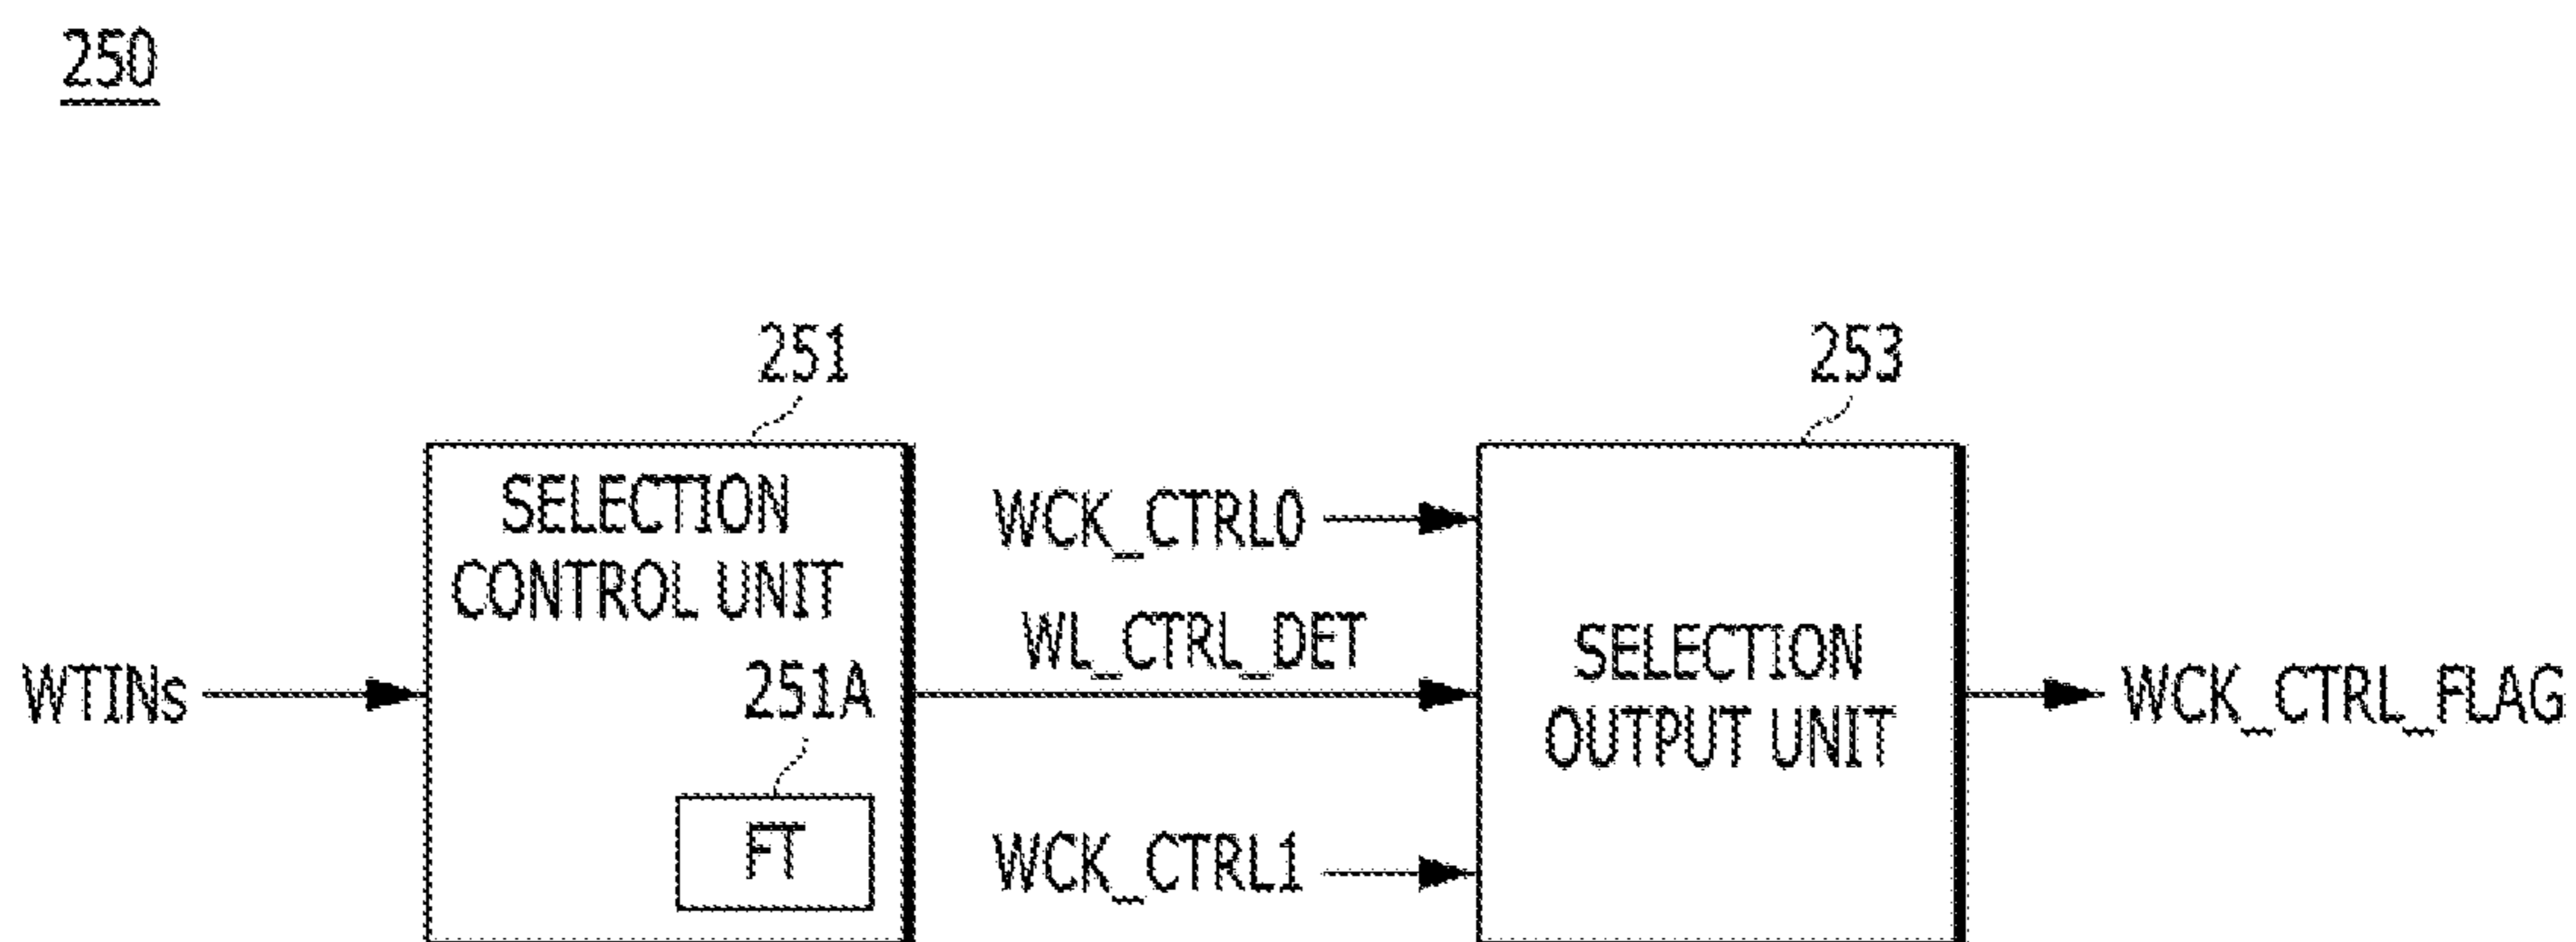 250
251
253
SELECTION
CONTROL UNIT
251A
FT
WTINs
WCK_CTRL0
WL_CTRL_DET
WCK_CTRL1
SELECTION
OUTPUT UNIT
WCK_CTRL_FLAG